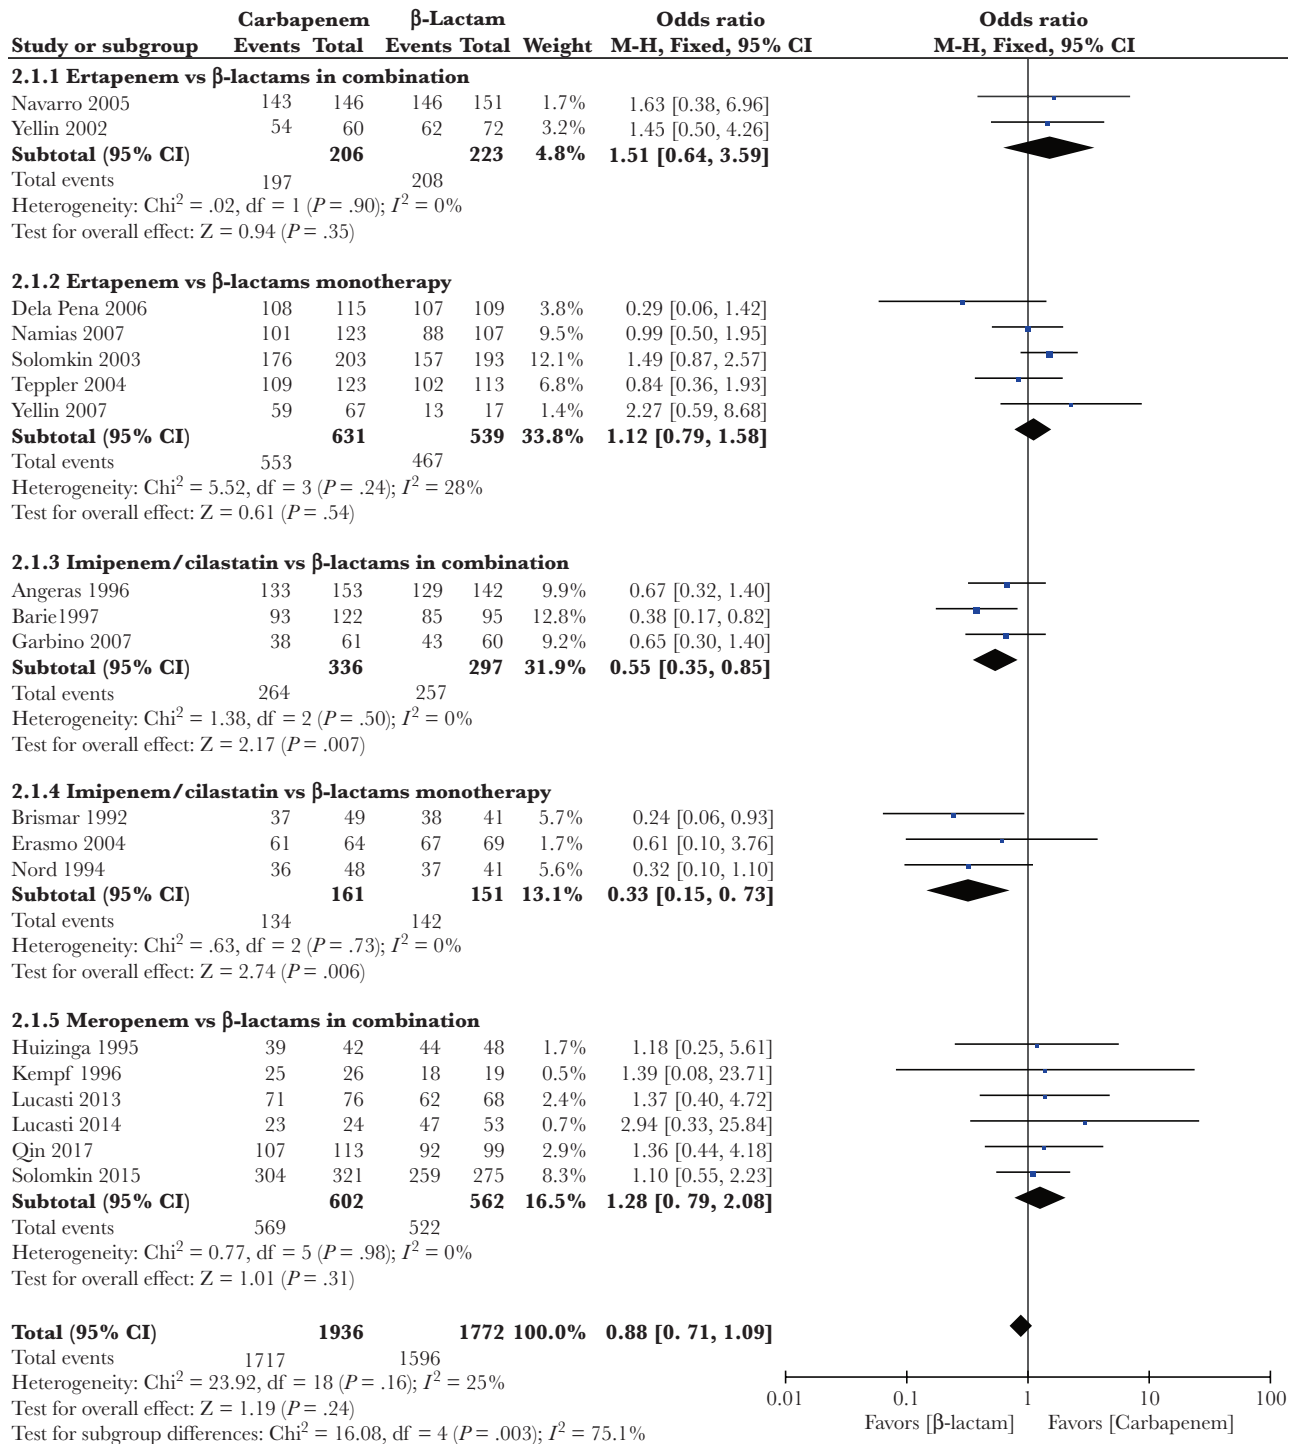 Carbapenem β-Lactam Odds ratio Odds ratio
Study or subgroup Events Total Events Total Weight M-H, Fixed, 95% CI M-H, Fixed, 95% CI
2.1.1 Ertapenem vs β-lactams in combination
Navarro 2005 143 146 146 151 1.7% 1.63 [0.38, 6.96]
Yellin 2002 54 60 62 72 3.2% 1.45 [0.50, 4.26]
Subtotal (95% CI) 206 223 4.8% 1.51 [0.64, 3.59]
Total events 197 208
Heterogeneity: Chi² = .02, df = 1 (P = .90); I² = 0%
Test for overall effect: Z = 0.94 (P = .35)
2.1.2 Ertapenem vs β-lactams monotherapy
Dela Pena 2006 108 115 107 109 3.8% 0.29 [0.06, 1.42]
Namias 2007 101 123 88 107 9.5% 0.99 [0.50, 1.95]
Solomkin 2003 176 203 157 193 12.1% 1.49 [0.87, 2.57]
Teppler 2004 109 123 102 113 6.8% 0.84 [0.36, 1.93]
Yellin 2007 59 67 13 17 1.4% 2.27 [0.59, 8.68]
Subtotal (95% CI) 631 539 33.8% 1.12 [0.79, 1.58]
Total events 553 467
Heterogeneity: Chi² = 5.52, df = 3 (P = .24); I² = 28%
Test for overall effect: Z = 0.61 (P = .54)
2.1.3 Imipenem/cilastatin vs β-lactams in combination
Angeras 1996 133 153 129 142 9.9% 0.67 [0.32, 1.40]
Barie1997 93 122 85 95 12.8% 0.38 [0.17, 0.82]
Garbino 2007 38 61 43 60 9.2% 0.65 [0.30, 1.40]
Subtotal (95% CI) 336 297 31.9% 0.55 [0.35, 0.85]
Total events 264 257
Heterogeneity: Chi² = 1.38, df = 2 (P = .50); I² = 0%
Test for overall effect: Z = 2.17 (P = .007)
2.1.4 Imipenem/cilastatin vs β-lactams monotherapy
Brismar 1992 37 49 38 41 5.7% 0.24 [0.06, 0.93]
Erasmo 2004 61 64 67 69 1.7% 0.61 [0.10, 3.76]
Nord 1994 36 48 37 41 5.6% 0.32 [0.10, 1.10]
Subtotal (95% CI) 161 151 13.1% 0.33 [0.15, 0. 73]
Total events 134 142
Heterogeneity: Chi² = .63, df = 2 (P = .73); I² = 0%
Test for overall effect: Z = 2.74 (P = .006)
2.1.5 Meropenem vs β-lactams in combination
Huizinga 1995 39 42 44 48 1.7% 1.18 [0.25, 5.61]
Kempf 1996 25 26 18 19 0.5% 1.39 [0.08, 23.71]
Lucasti 2013 71 76 62 68 2.4% 1.37 [0.40, 4.72]
Lucasti 2014 23 24 47 53 0.7% 2.94 [0.33, 25.84]
Qin 2017 107 113 92 99 2.9% 1.36 [0.44, 4.18]
Solomkin 2015 304 321 259 275 8.3% 1.10 [0.55, 2.23]
Subtotal (95% CI) 602 562 16.5% 1.28 [0. 79, 2.08]
Total events 569 522
Heterogeneity: Chi² = 0.77, df = 5 (P = .98); I² = 0%
Test for overall effect: Z = 1.01 (P = .31)
Total (95% CI) 1936 1772 100.0% 0.88 [0. 71, 1.09]
Total events 1717 1596
Heterogeneity: Chi² = 23.92, df = 18 (P = .16); I² = 25%
Test for overall effect: Z = 1.19 (P = .24)
Test for subgroup differences: Chi² = 16.08, df = 4 (P = .003); I² = 75.1%
0.01 0.1 1 10 100
Favors [β-lactam] Favors [Carbapenem]